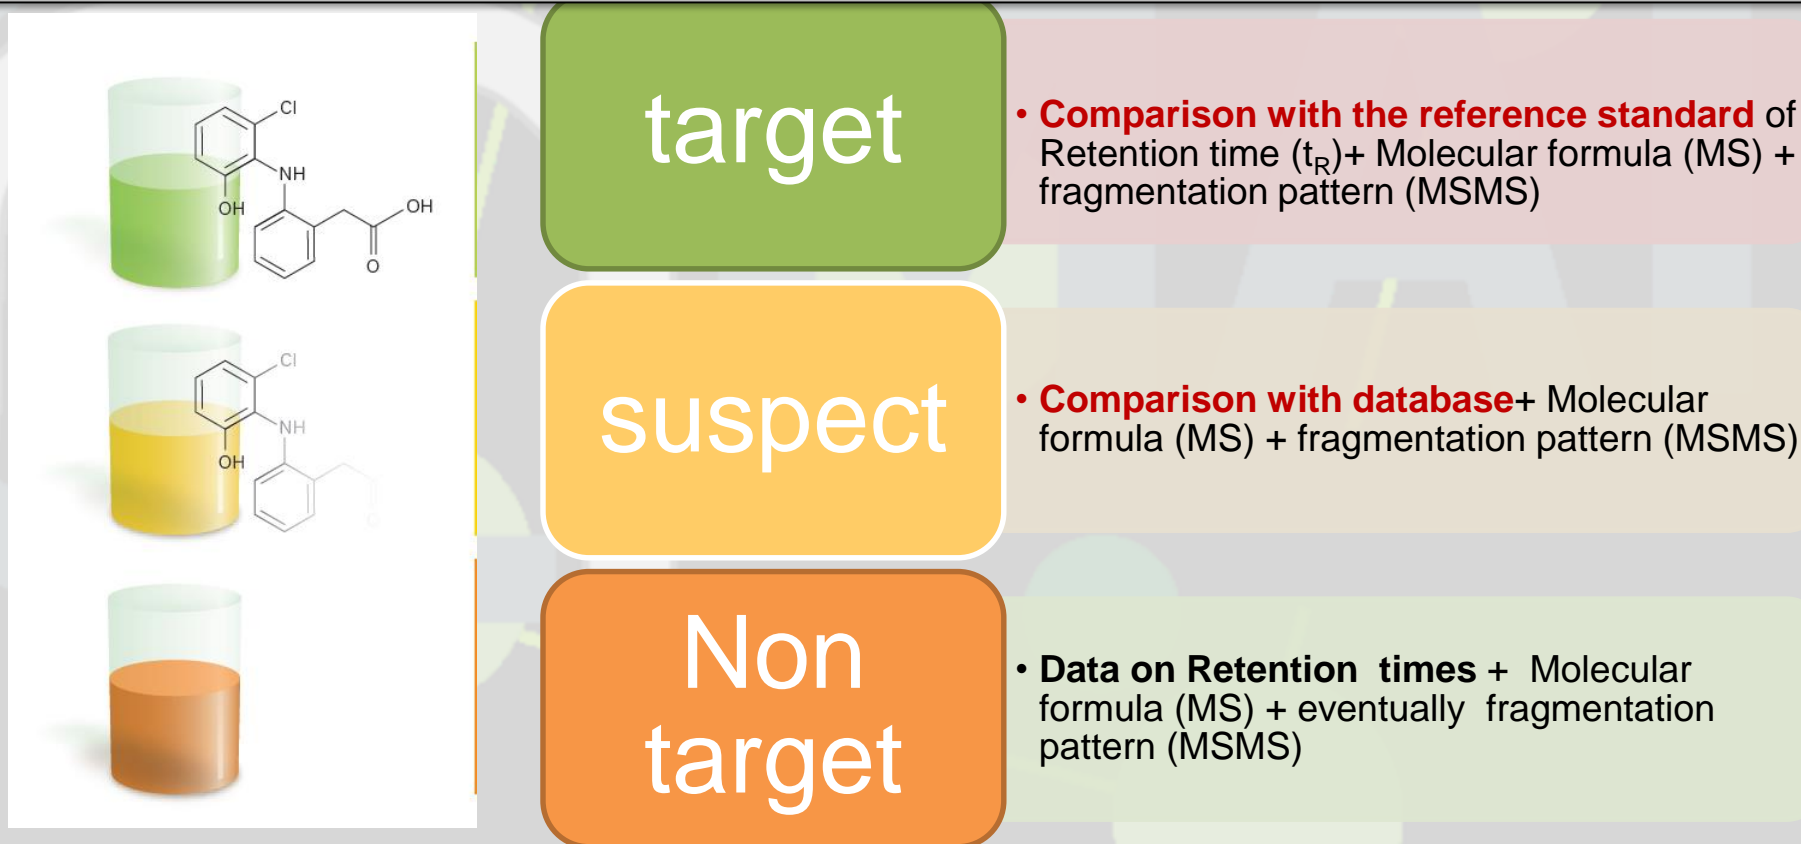 Cl
NH
OH
OH
O
target
• Comparison with the reference standard of
Retention time (tR)+ Molecular formula (MS) +
fragmentation pattern (MSMS)
Cl
NH
OH
O
suspect
• Comparison with database+ Molecular
formula (MS) + fragmentation pattern (MSMS)
Non
target
• Data on Retention times + Molecular
formula (MS) + eventually fragmentation
pattern (MSMS)